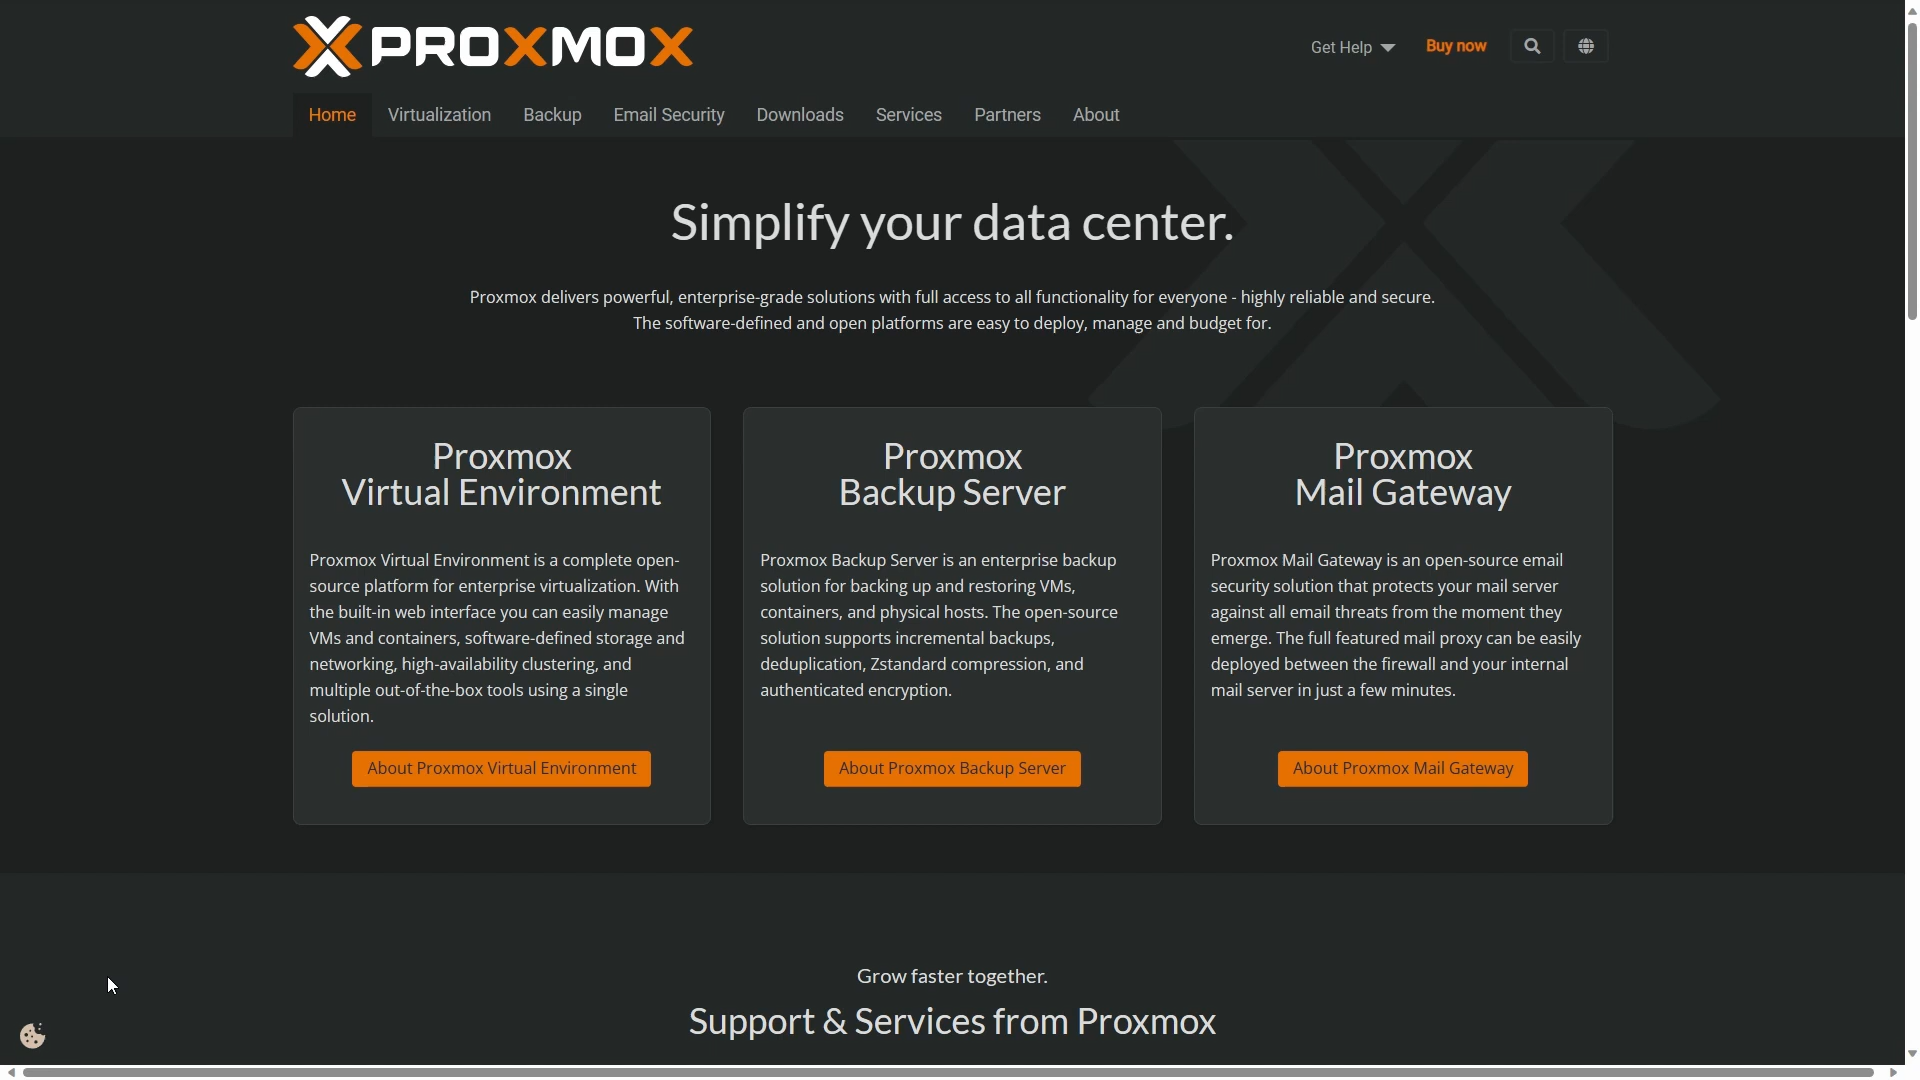 PROXMOX
Get Help
Buy now
Home
Virtualization
Backup
Email Security
Downloads
Services
Partners
About
Simplify your data center.
Proxmox delivers powerful, enterprise-grade solutions with full access to all functionality for everyone - highly reliable and secure.
The software-defined and open platforms are easy to deploy, manage and budget for.
Proxmox
Virtual Environment
Proxmox Virtual Environment is a complete open-
source platform for enterprise virtualization. With
the built-in web interface you can easily manage
VMs and containers, software-defined storage and
networking, high-availability clustering, and
multiple out-of-the-box tools using a single
solution.
About Proxmox Virtual Environment
Proxmox
Backup Server
Proxmox Backup Server is an enterprise backup
solution for backing up and restoring VMs,
containers, and physical hosts. The open-source
solution supports incremental backups,
deduplication, Zstandard compression, and
authenticated encryption.
About Proxmox Backup Server
Proxmox
Mail Gateway
Proxmox Mail Gateway is an open-source email
security solution that protects your mail server
against all email threats from the moment they
emerge. The full featured mail proxy can be easily
deployed between the firewall and your internal
mail server in just a few minutes.
About Proxmox Mail Gateway
Grow faster together.
Support & Services from Proxmox